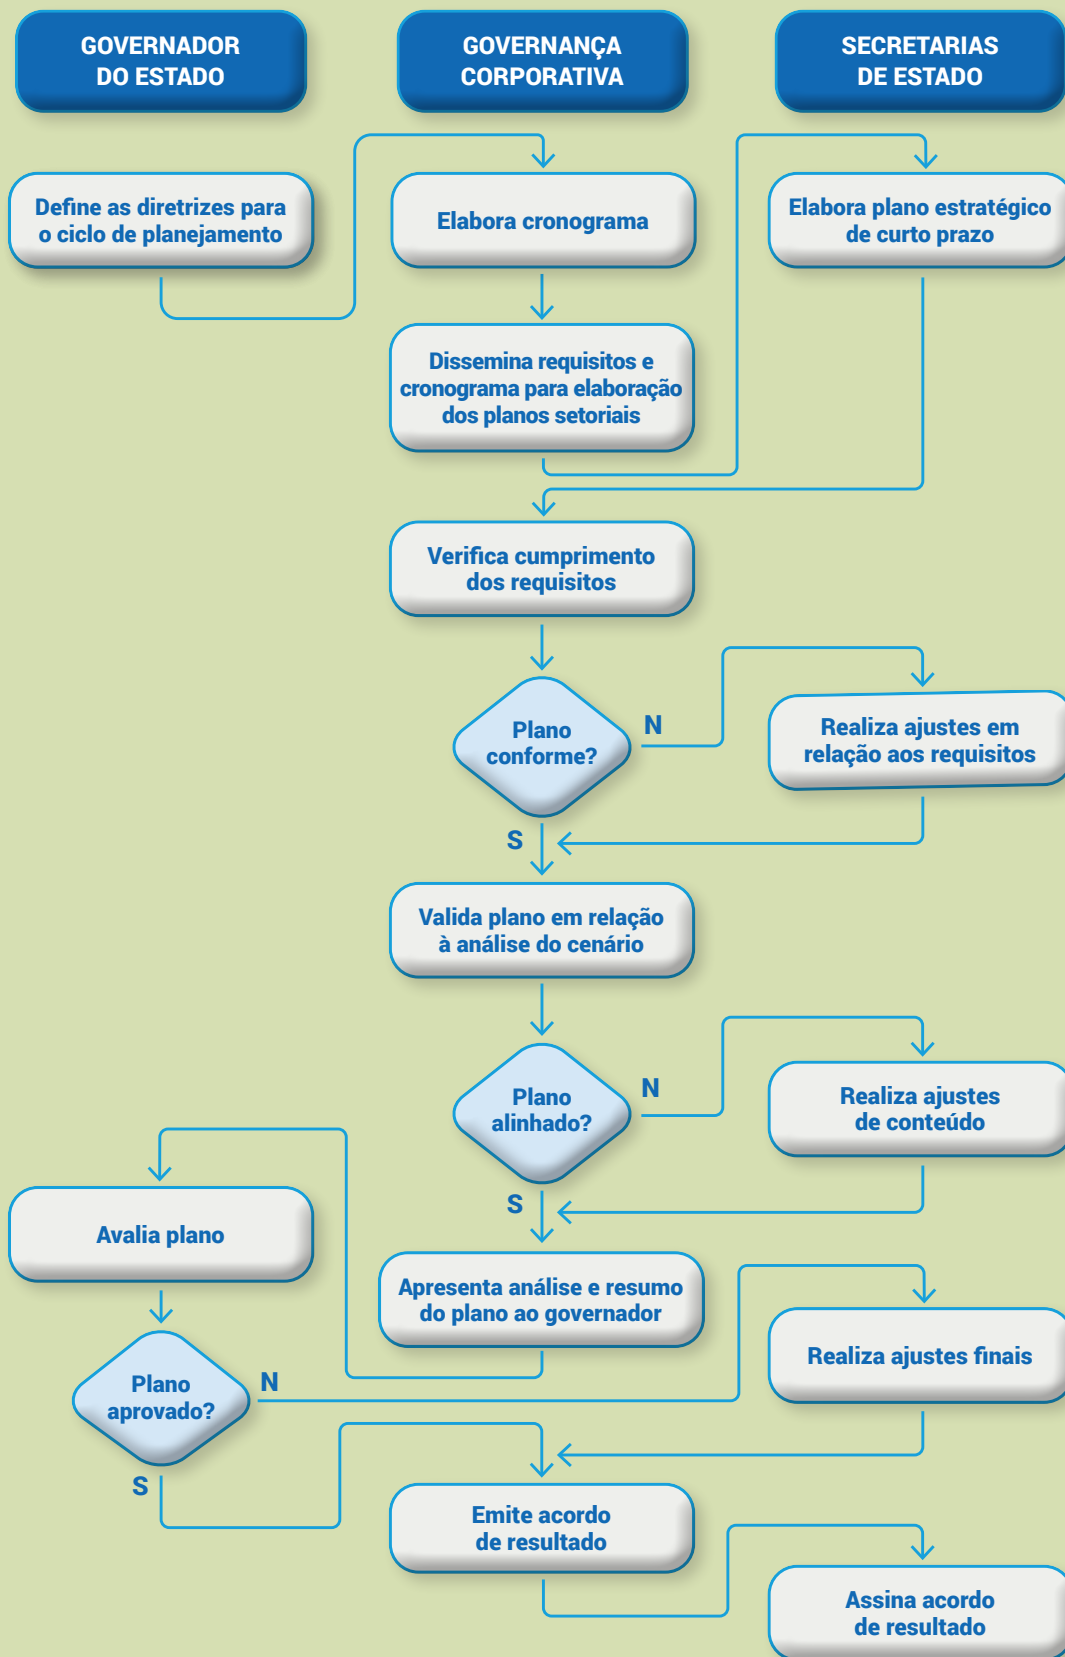 GOVERNADOR
DO ESTADO
GOVERNANÇA
CORPORATIVA
SECRETARIAS
DE ESTADO
Define as diretrizes para
o ciclo de planejamento
Elabora cronograma
Elabora plano estratégico
de curto prazo
Dissemina requisitos e
cronograma para elaboração
dos planos setoriais
Verifica cumprimento
dos requisitos
Plano
conforme?
N
Realiza ajustes em
relação aos requisitos
S
Valida plano em relação
à análise do cenário
Plano
alinhado?
N
Realiza ajustes
de conteúdo
S
Avalia plano
Apresenta análise e resumo
do plano ao governador
Realiza ajustes finais
Plano
aprovado?
N
S
Emite acordo
de resultado
Assina acordo
de resultado